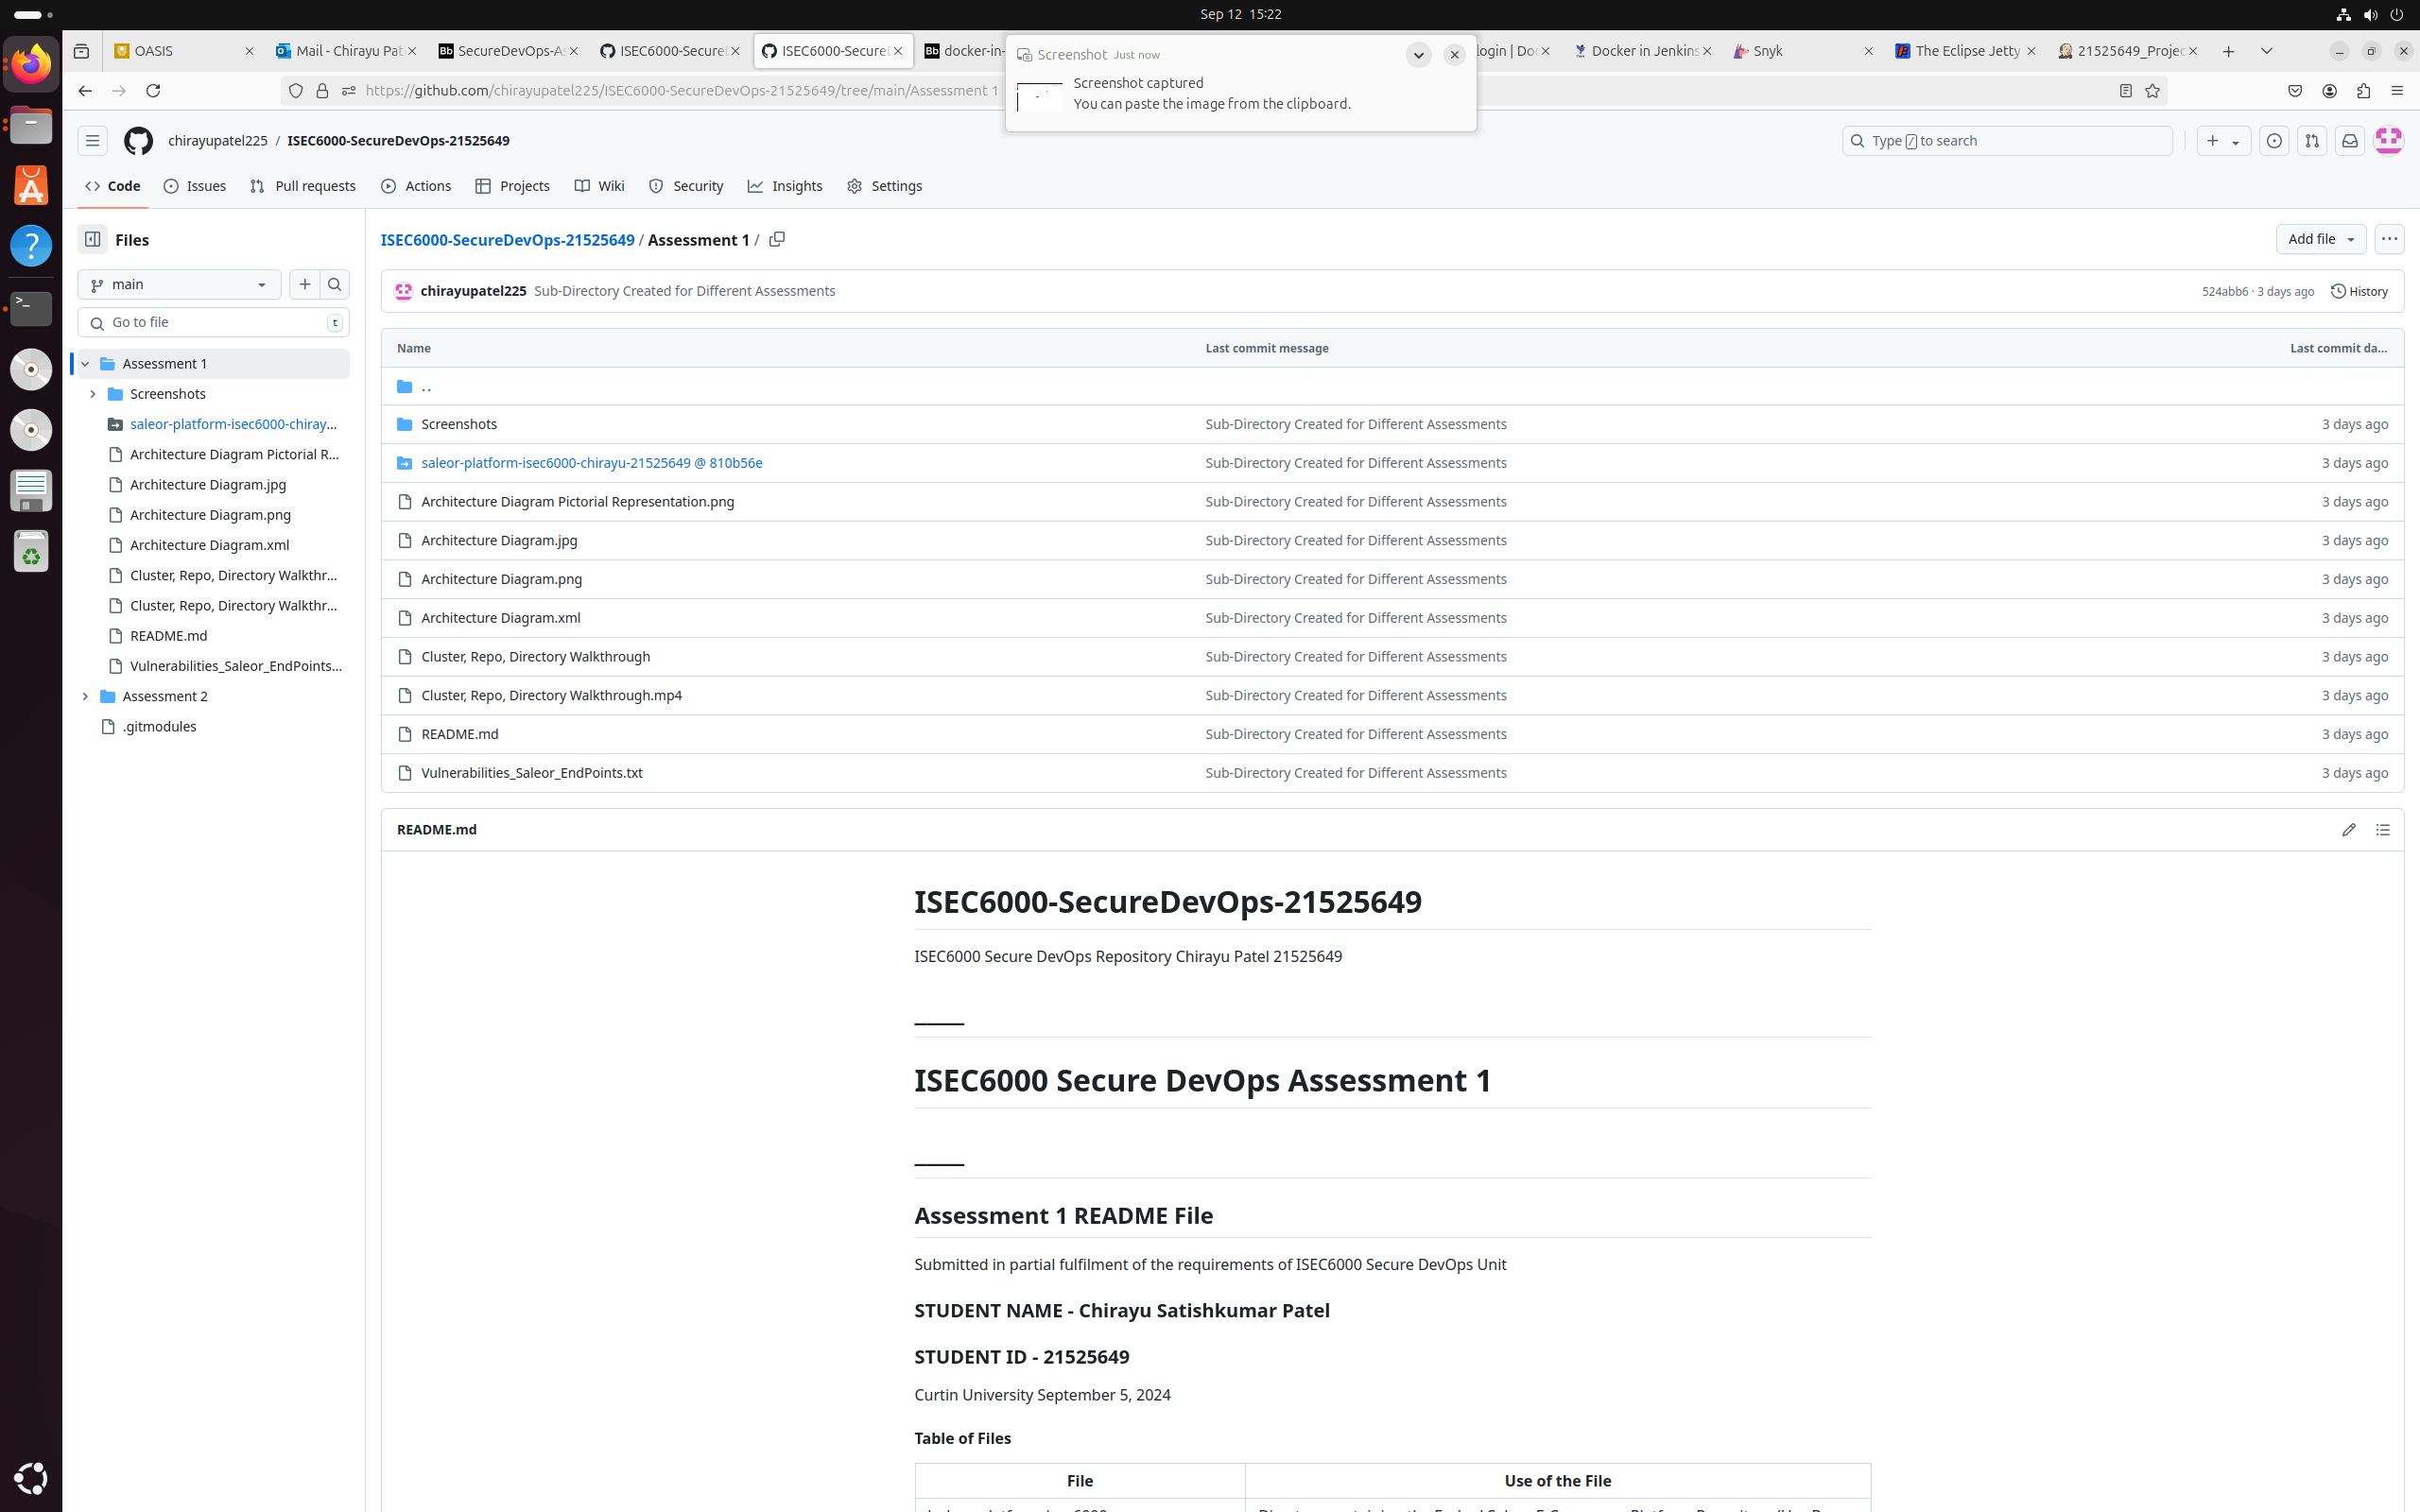 Sep 12 15:22
OASIS
Mail - Chirayu Pat
SecureDevOps-As
ISEC6000-Secure
ISEC6000-Secure
docker-in-
login | Doc
Docker in Jenkins
Snyk
The Eclipse Jetty
21525649_Projec
Screenshot Just now
Screenshot captured
You can paste the image from the clipboard.
https://github.com/chirayupatel225/ISEC6000-SecureDevOps-21525649/tree/main/Assessment 1
chirayupatel225 / ISEC6000-SecureDevOps-21525649
Type / to search
Code Issues Pull requests Actions Projects Wiki Security Insights Settings
Files
main
Go to file t
Assessment 1
Screenshots
saleor-platform-isec6000-chiray...
Architecture Diagram Pictorial R...
Architecture Diagram.jpg
Architecture Diagram.png
Architecture Diagram.xml
Cluster, Repo, Directory Walkthr...
Cluster, Repo, Directory Walkthr...
README.md
Vulnerabilities_Saleor_EndPoints...
Assessment 2
.gitmodules
ISEC6000-SecureDevOps-21525649 / Assessment 1 /
Add file
chirayupatel225 Sub-Directory Created for Different Assessments 524abb6 · 3 days ago History
Name Last commit message Last commit da...
..
Screenshots Sub-Directory Created for Different Assessments 3 days ago
saleor-platform-isec6000-chirayu-21525649 @ 810b56e Sub-Directory Created for Different Assessments 3 days ago
Architecture Diagram Pictorial Representation.png Sub-Directory Created for Different Assessments 3 days ago
Architecture Diagram.jpg Sub-Directory Created for Different Assessments 3 days ago
Architecture Diagram.png Sub-Directory Created for Different Assessments 3 days ago
Architecture Diagram.xml Sub-Directory Created for Different Assessments 3 days ago
Cluster, Repo, Directory Walkthrough Sub-Directory Created for Different Assessments 3 days ago
Cluster, Repo, Directory Walkthrough.mp4 Sub-Directory Created for Different Assessments 3 days ago
README.md Sub-Directory Created for Different Assessments 3 days ago
Vulnerabilities_Saleor_EndPoints.txt Sub-Directory Created for Different Assessments 3 days ago
README.md
ISEC6000-SecureDevOps-21525649
ISEC6000 Secure DevOps Repository Chirayu Patel 21525649
____
ISEC6000 Secure DevOps Assessment 1
____
Assessment 1 README File
Submitted in partial fulfilment of the requirements of ISEC6000 Secure DevOps Unit
STUDENT NAME - Chirayu Satishkumar Patel
STUDENT ID - 21525649
Curtin University September 5, 2024
Table of Files
File Use of the File